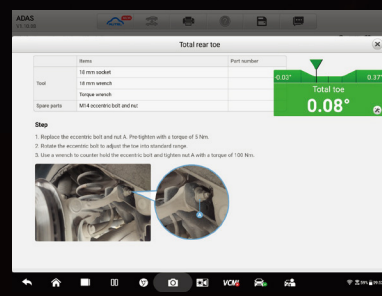 ADAS
Total rear toe
Items Part number
18 mm socket
Tool 18 mm wrench
Torque wrench
Spare parts M14 eccentric bolt and nut
-0.03° 0.37°
Total toe
0.08°
Step
1. Replace the eccentric bolt and nut A. Pre-tighten with a torque of 5 Nm.
2. Rotate the eccentric bolt to adjust the toe into standard range.
3. Use a wrench to counter hold the eccentric bolt and tighten nut A with a torque of 100 Nm.
VCMI